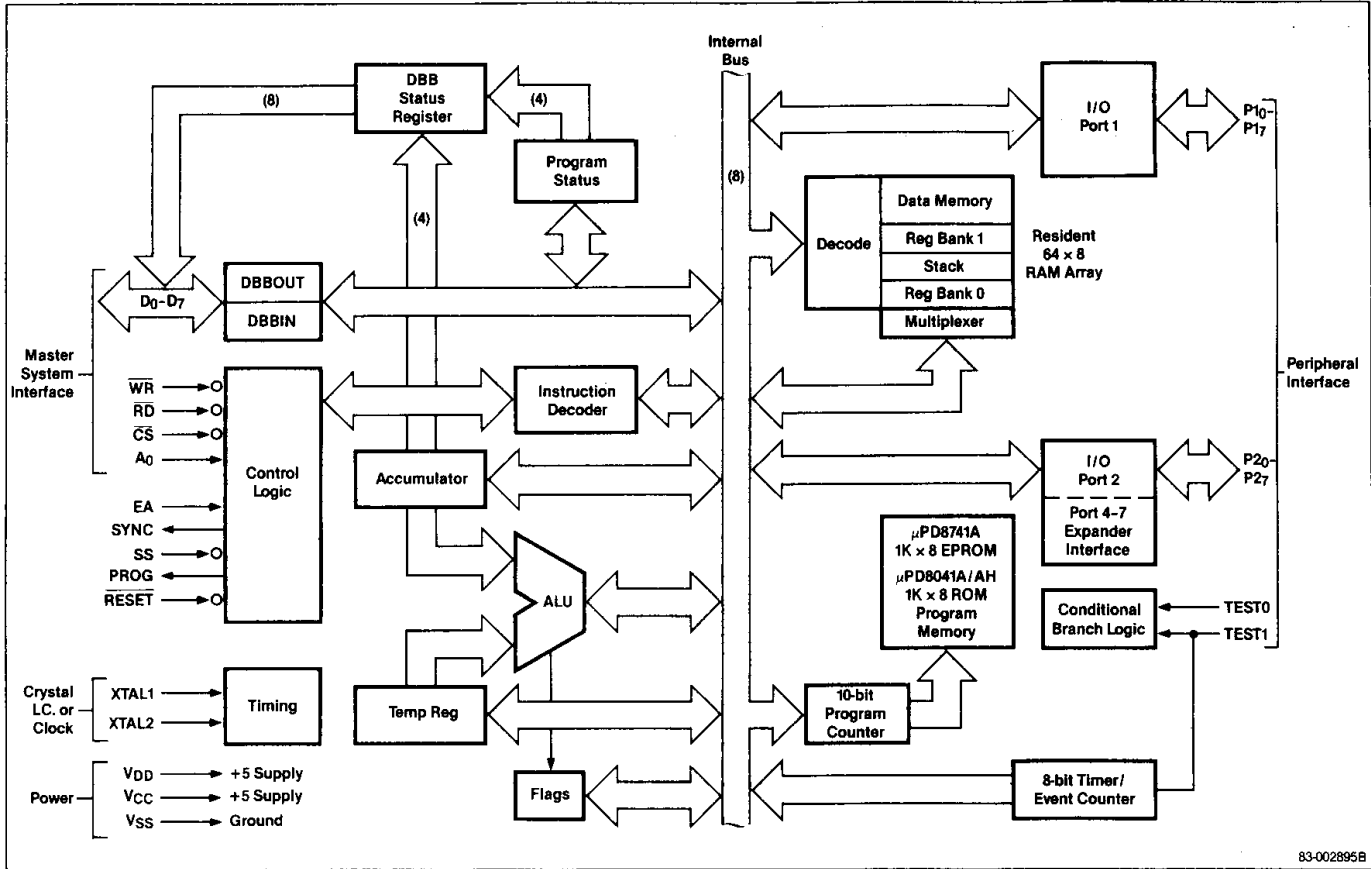 Internal
Bus
DBB
Status
Register
(8)
(4)
Program
Status
(4)
(8)
I/O
Port 1
P1₀-
P1₇
Decode
Data Memory
Reg Bank 1
Stack
Reg Bank 0
Multiplexer
Resident
64 × 8
RAM Array
Master
System
Interface
D₀-D₇
DBBOUT
DBBIN
W̅R̅
R̅D̅
C̅S̅
A₀
EA
SYNC
SS
PROG
R̅E̅S̅E̅T̅
Control
Logic
Instruction
Decoder
Accumulator
ALU
Peripheral
Interface
I/O
Port 2
Port 4-7
Expander
Interface
P2₀-
P2₇
μPD8741A
1K × 8 EPROM
μPD8041A/AH
1K × 8 ROM
Program
Memory
Conditional
Branch Logic
TEST0
TEST1
Crystal
LC. or
Clock
XTAL1
XTAL2
Timing
Temp Reg
10-bit
Program
Counter
Power
VDD
+5 Supply
VCC
+5 Supply
VSS
Ground
Flags
8-bit Timer/
Event Counter
83-002895B